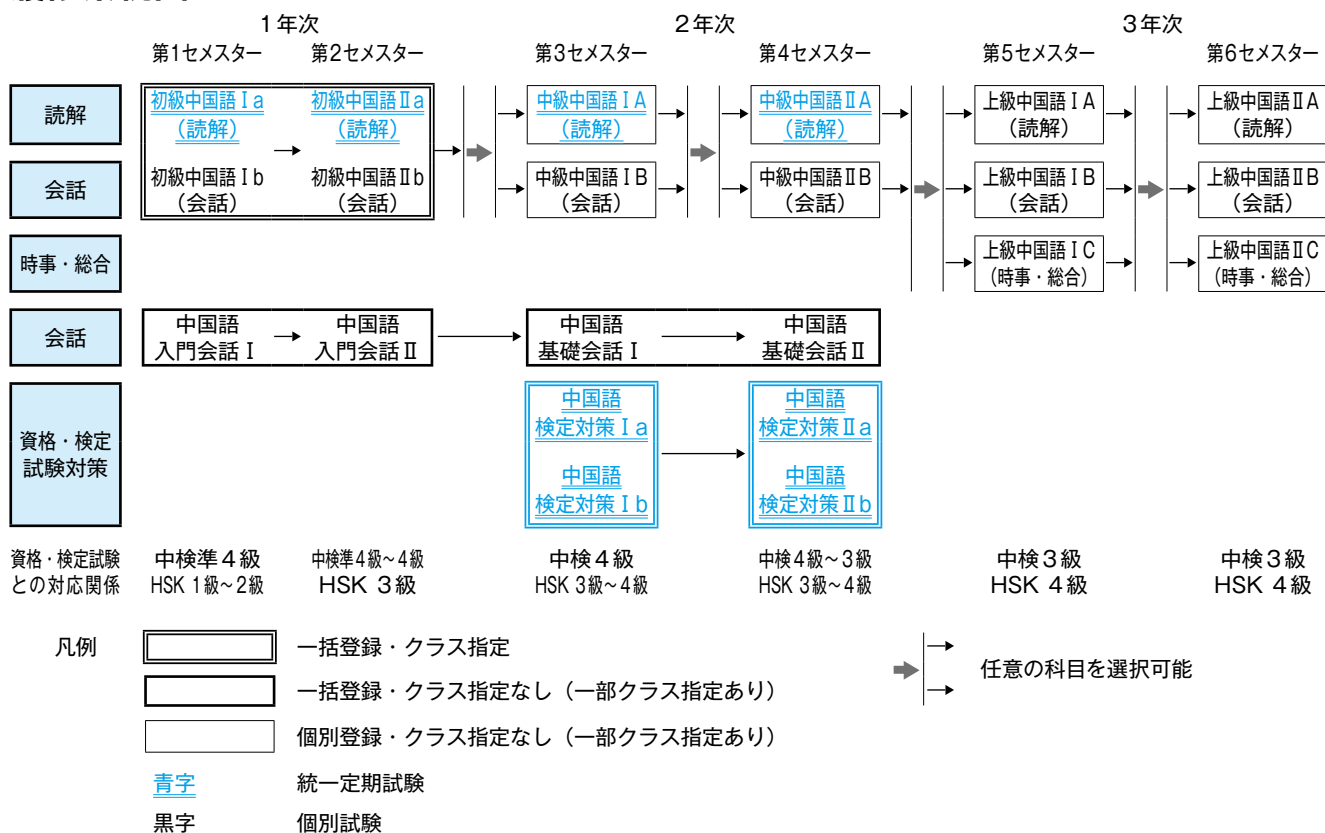 1年次 2年次 3年次
第1セメスター 第2セメスター 第3セメスター 第4セメスター 第5セメスター 第6セメスター
読解
初級中国語Ⅰa
(読解)
初級中国語Ⅱa
(読解)
中級中国語ⅠA
(読解)
中級中国語ⅡA
(読解)
上級中国語ⅠA
(読解)
上級中国語ⅡA
(読解)
会話
初級中国語Ⅰb
(会話)
初級中国語Ⅱb
(会話)
中級中国語ⅠB
(会話)
中級中国語ⅡB
(会話)
上級中国語ⅠB
(会話)
上級中国語ⅡB
(会話)
時事・総合
上級中国語ⅠC
(時事・総合)
上級中国語ⅡC
(時事・総合)
会話
中国語
入門会話Ⅰ
中国語
入門会話Ⅱ
中国語
基礎会話Ⅰ
中国語
基礎会話Ⅱ
資格・検定
試験対策
中国語
検定対策Ⅰa
中国語
検定対策Ⅰb
中国語
検定対策Ⅱa
中国語
検定対策Ⅱb
資格・検定試験
との対応関係
中検準4級
HSK 1級~2級
中検準4級~4級
HSK 3級
中検4級
HSK 3級~4級
中検4級~3級
HSK 3級~4級
中検3級
HSK 4級
中検3級
HSK 4級
凡例
一括登録・クラス指定
一括登録・クラス指定なし(一部クラス指定あり)
個別登録・クラス指定なし(一部クラス指定あり)
青字 統一定期試験
黒字 個別試験
任意の科目を選択可能